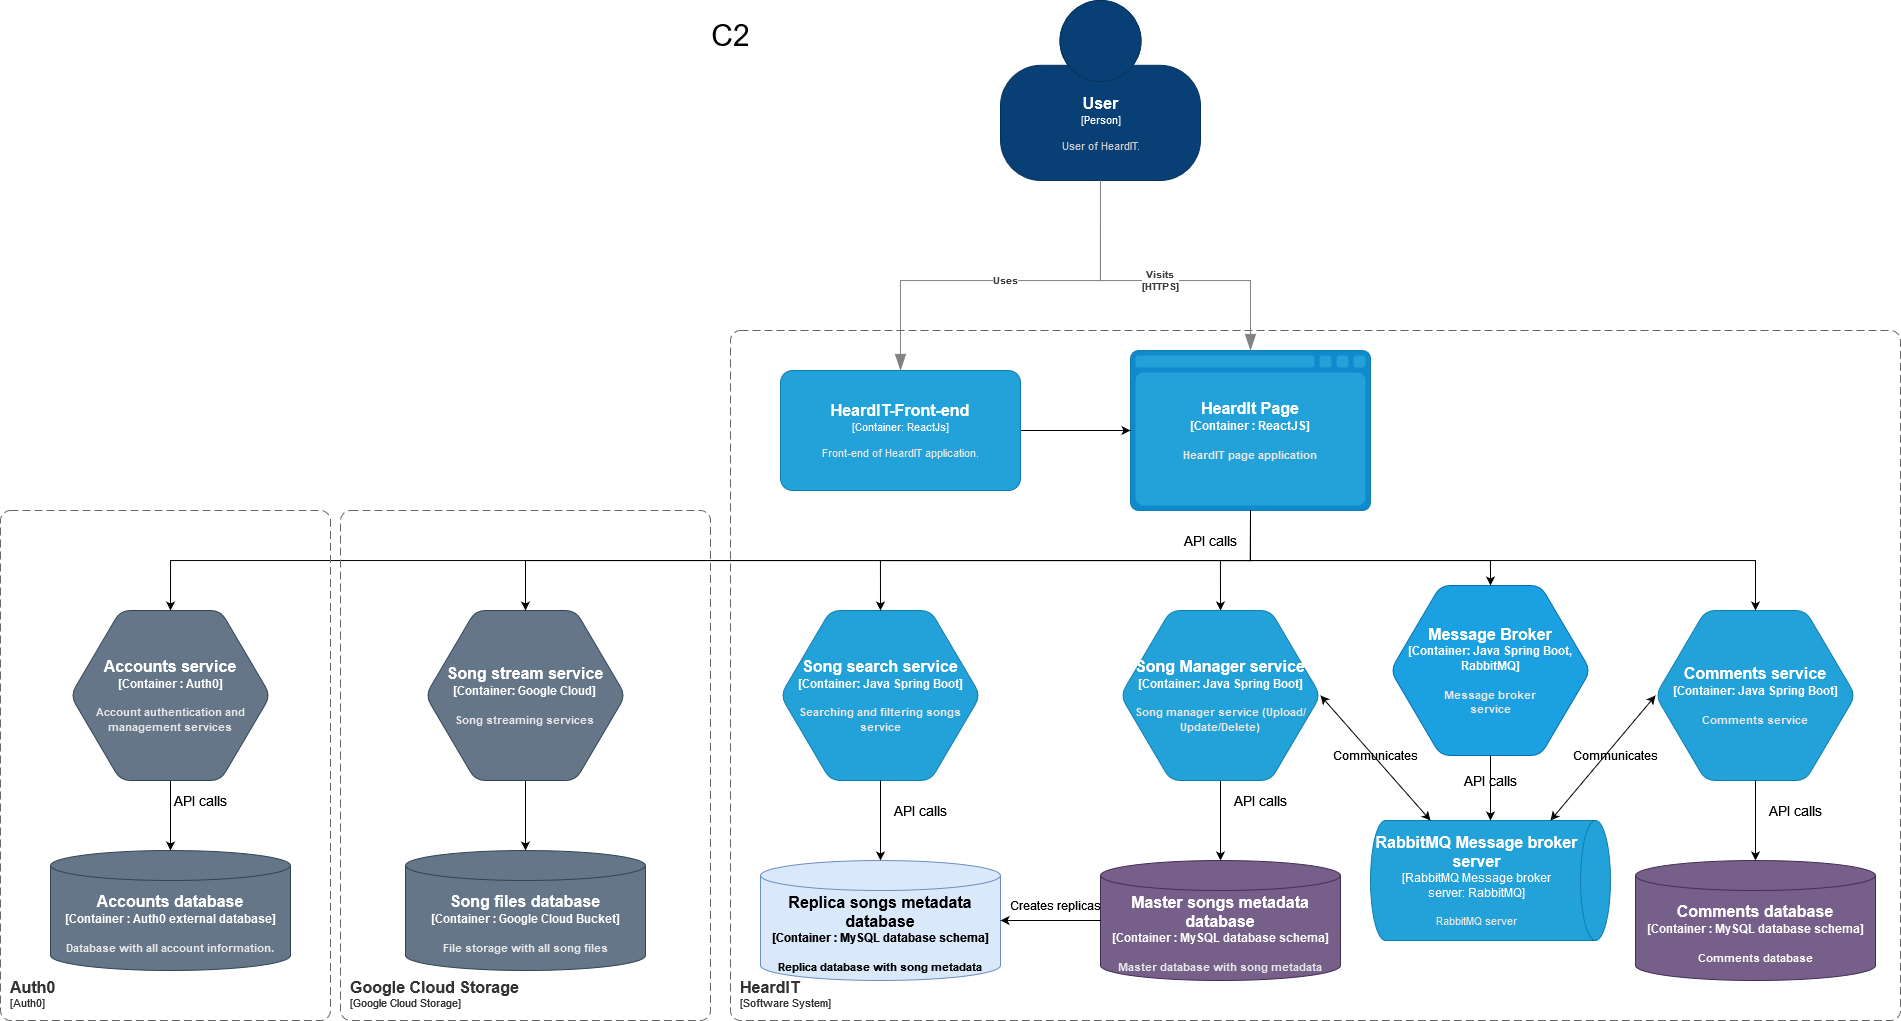 C2
User
[Person]
User of HeardIT.
Uses
Visits
[HTTPS]
HeardIT-Front-end
[Container: ReactJs]
Front-end of HeardIT application.
HeardIt Page
[Container : ReactJS]
HeardIT page application
API calls
Accounts service
[Container : Auth0]
Account authentication and
management services
Song stream service
[Container: Google Cloud]
Song streaming services
Song search service
[Container: Java Spring Boot]
Searching and filtering songs
service
Song Manager service
[Container: Java Spring Boot]
Song manager service (Upload/
Update/Delete)
Message Broker
[Container: Java Spring Boot,
RabbitMQ]
Message broker
service
Comments service
[Container: Java Spring Boot]
Comments service
Communicates
Communicates
API calls
API calls
API calls
API calls
API calls
Accounts database
[Container : Auth0 external database]
Database with all account information.
Song files database
[Container : Google Cloud Bucket]
File storage with all song files
Replica songs metadata
database
[Container : MySQL database schema]
Replica database with song metadata
Creates replicas
Master songs metadata
database
[Container : MySQL database schema]
Master database with song metadata
RabbitMQ Message broker
server
[RabbitMQ Message broker
server: RabbitMQ]
RabbitMQ server
Comments database
[Container : MySQL database schema]
Comments database
Auth0
[Auth0]
Google Cloud Storage
[Google Cloud Storage]
HeardIT
[Software System]